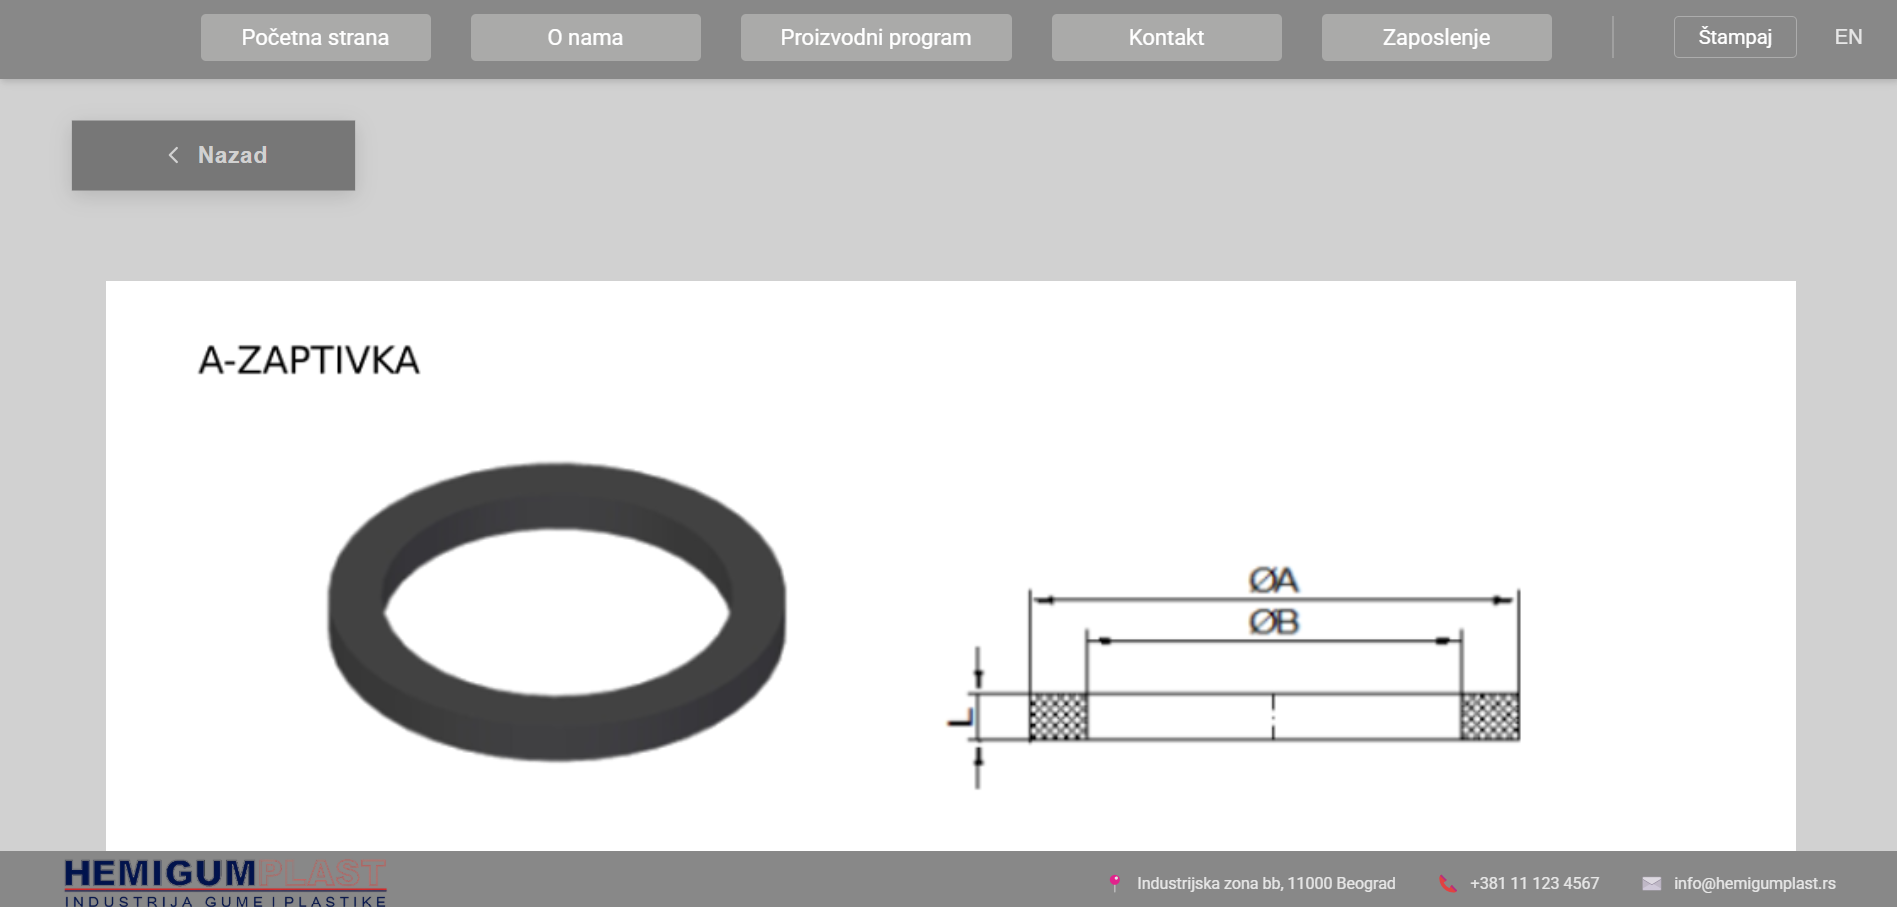 Početna strana
O nama
Proizvodni program
Kontakt
Zaposlenje
Štampaj
EN
Nazad
A-ZAPTIVKA
ØA
ØB
L
HEMIGUMPLAST
INDUSTRIJA GUME I PLASTIKE
Industrijska zona bb, 11000 Beograd
+381 11 123 4567
info@hemigumplast.rs